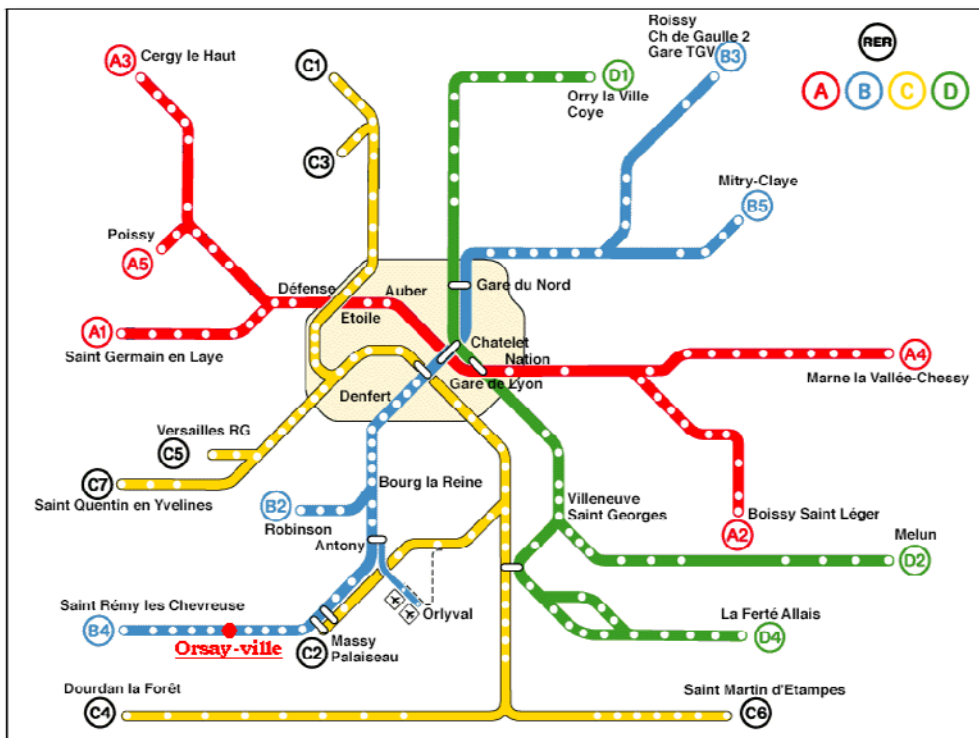 Roissy
Ch de Gaulle 2
Gare TGV
B3
RER
A B C D
A3
Cergy le Haut
C1
D1
Orry la Ville
Coye
C3
Mitry-Claye
B5
Poissy
A5
Défense
Auber
Gare du Nord
Etoile
A1
Saint Germain en Laye
Chatelet
Nation
A4
Marne la Vallée-Chessy
Gare de Lyon
Denfert
Versailles RG
C5
C7
Saint Quentin en Yvelines
Bourg la Reine
B2
Robinson
Villeneuve
Saint Georges
Boissy Saint Léger
A2
Antony
Melun
D2
Saint Rémy les Chevreuse
B4
Orsay-ville
Orlyval
La Ferté Allais
D4
C2
Massy
Palaiseau
Dourdan la Forêt
C4
Saint Martin d'Etampes
C6